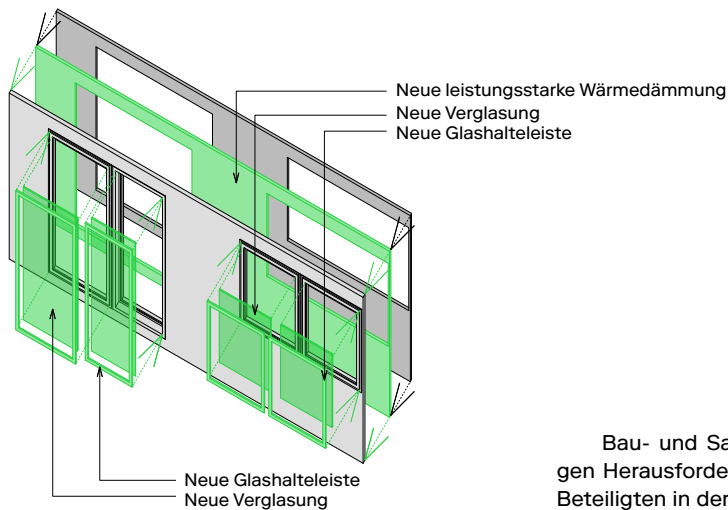 Neue leistungsstarke Wärmedämmung
Neue Verglasung
Neue Glashalteleiste
Neue Glashalteleiste
Neue Verglasung
Bau- und Sa
gen Herausforde
Beteiligten in der